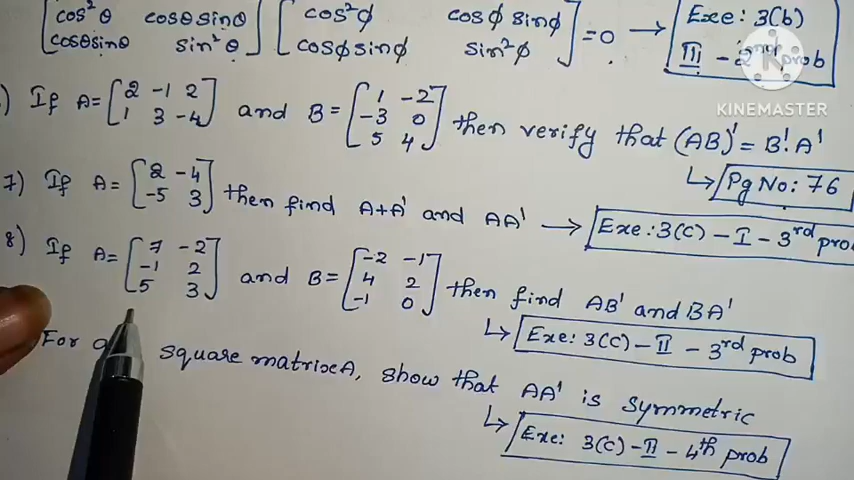 [cos²θ cosθsinθ] [cos²φ cosφsinφ] =0 → Exe: 3(b)
[cosθsinθ sin²θ] [cosφsinφ sin²φ] III - 2nd prob
KINEMASTER
) If A=[2 -1 2; 1 3 -4] and B=[1 -2; -3 0; 5 4] then verify that (AB)'=B'A'
↳ Pg No: 76
7) If A=[2 -4; -5 3] then find A+A' and AA' → Exe:3(C)-I-3rd prob
8) If A=[7 -2; -1 2; 5 3] and B=[-2 -1; 4 2; -1 0] then find AB' and BA'
↳ Exe: 3(C)-II-3rd prob
For square matrix A, show that AA' is symmetric
↳ Exe: 3(C)-II-4th prob